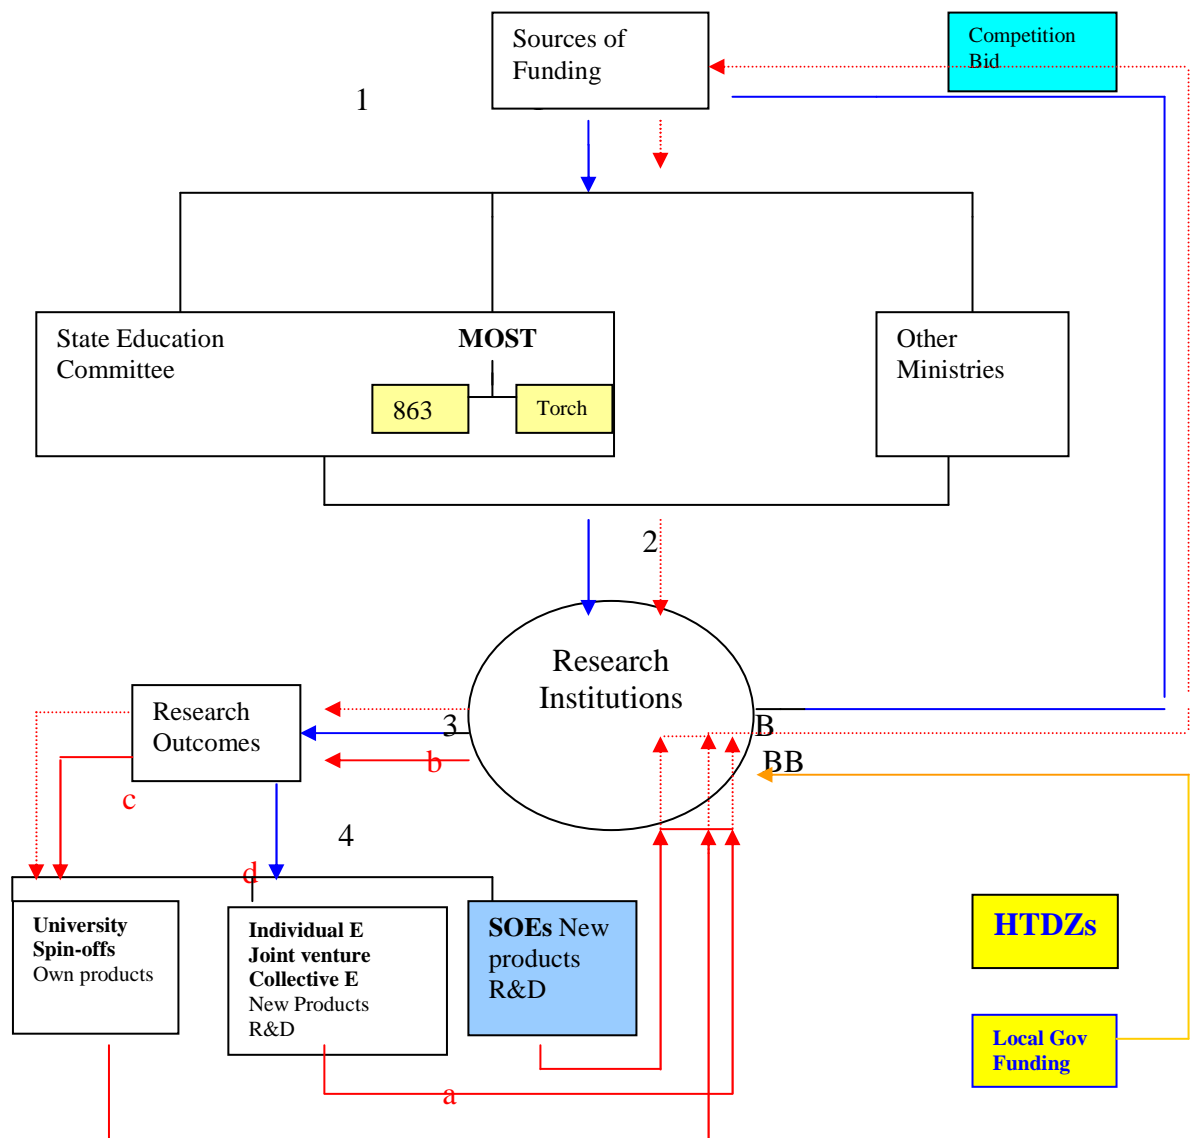 Sources of
Funding
Competition
Bid
1
State Education
Committee
MOST
863
Torch
Other
Ministries
2
Research
Institutions
Research
Outcomes
3
b
B
BB
c
4
d
University
Spin-offs
Own products
Individual E
Joint venture
Collective E
New Products
R&D
SOEs New
products
R&D
HTDZs
Local Gov
Funding
a